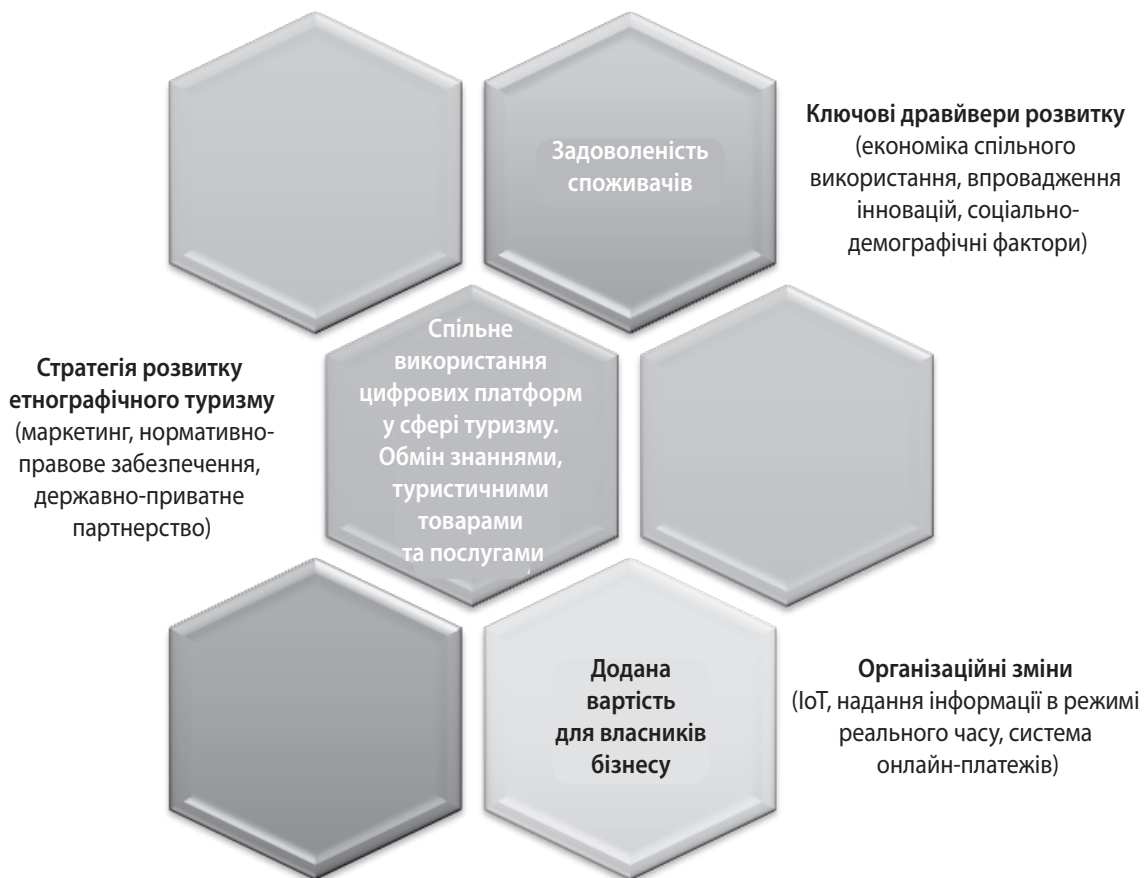 Задоволеність
споживачів
Ключові дравйвери розвитку
(економіка спільного
використання, впровадження
інновацій, соціально-
демографічні фактори)
Стратегія розвитку
етнографічного туризму
(маркетинг, нормативно-
правове забезпечення,
державно-приватне
партнерство)
Спільне
використання
цифрових платформ
у сфері туризму.
Обмін знаннями,
туристичними
товарами
та послугами
Додана
вартість
для власників
бізнесу
Організаційні зміни
(IoT, надання інформації в режимі
реального часу, система
онлайн-платежів)